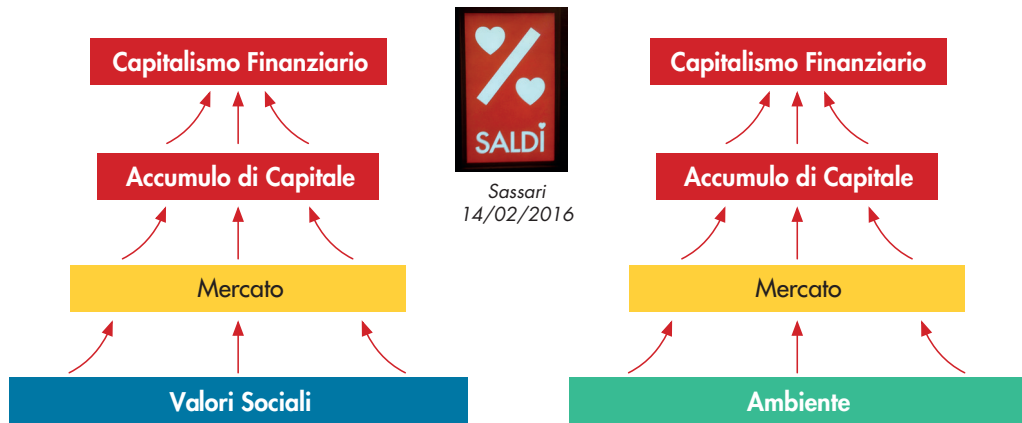 Capitalismo Finanziario
Accumulo di Capitale
Mercato
Valori Sociali
%
SALDI
Sassari
14/02/2016
Capitalismo Finanziario
Accumulo di Capitale
Mercato
Ambiente